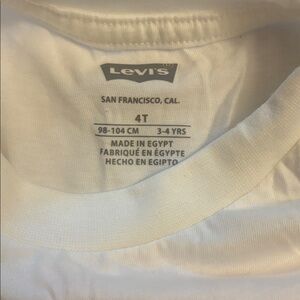 Levi's
SAN FRANCISCO, CAL.
4T
98-104 CM 3-4 YRS
MADE IN EGYPT
FABRIQUÉ EN ÉGYPTE
HECHO EN EGIPTO